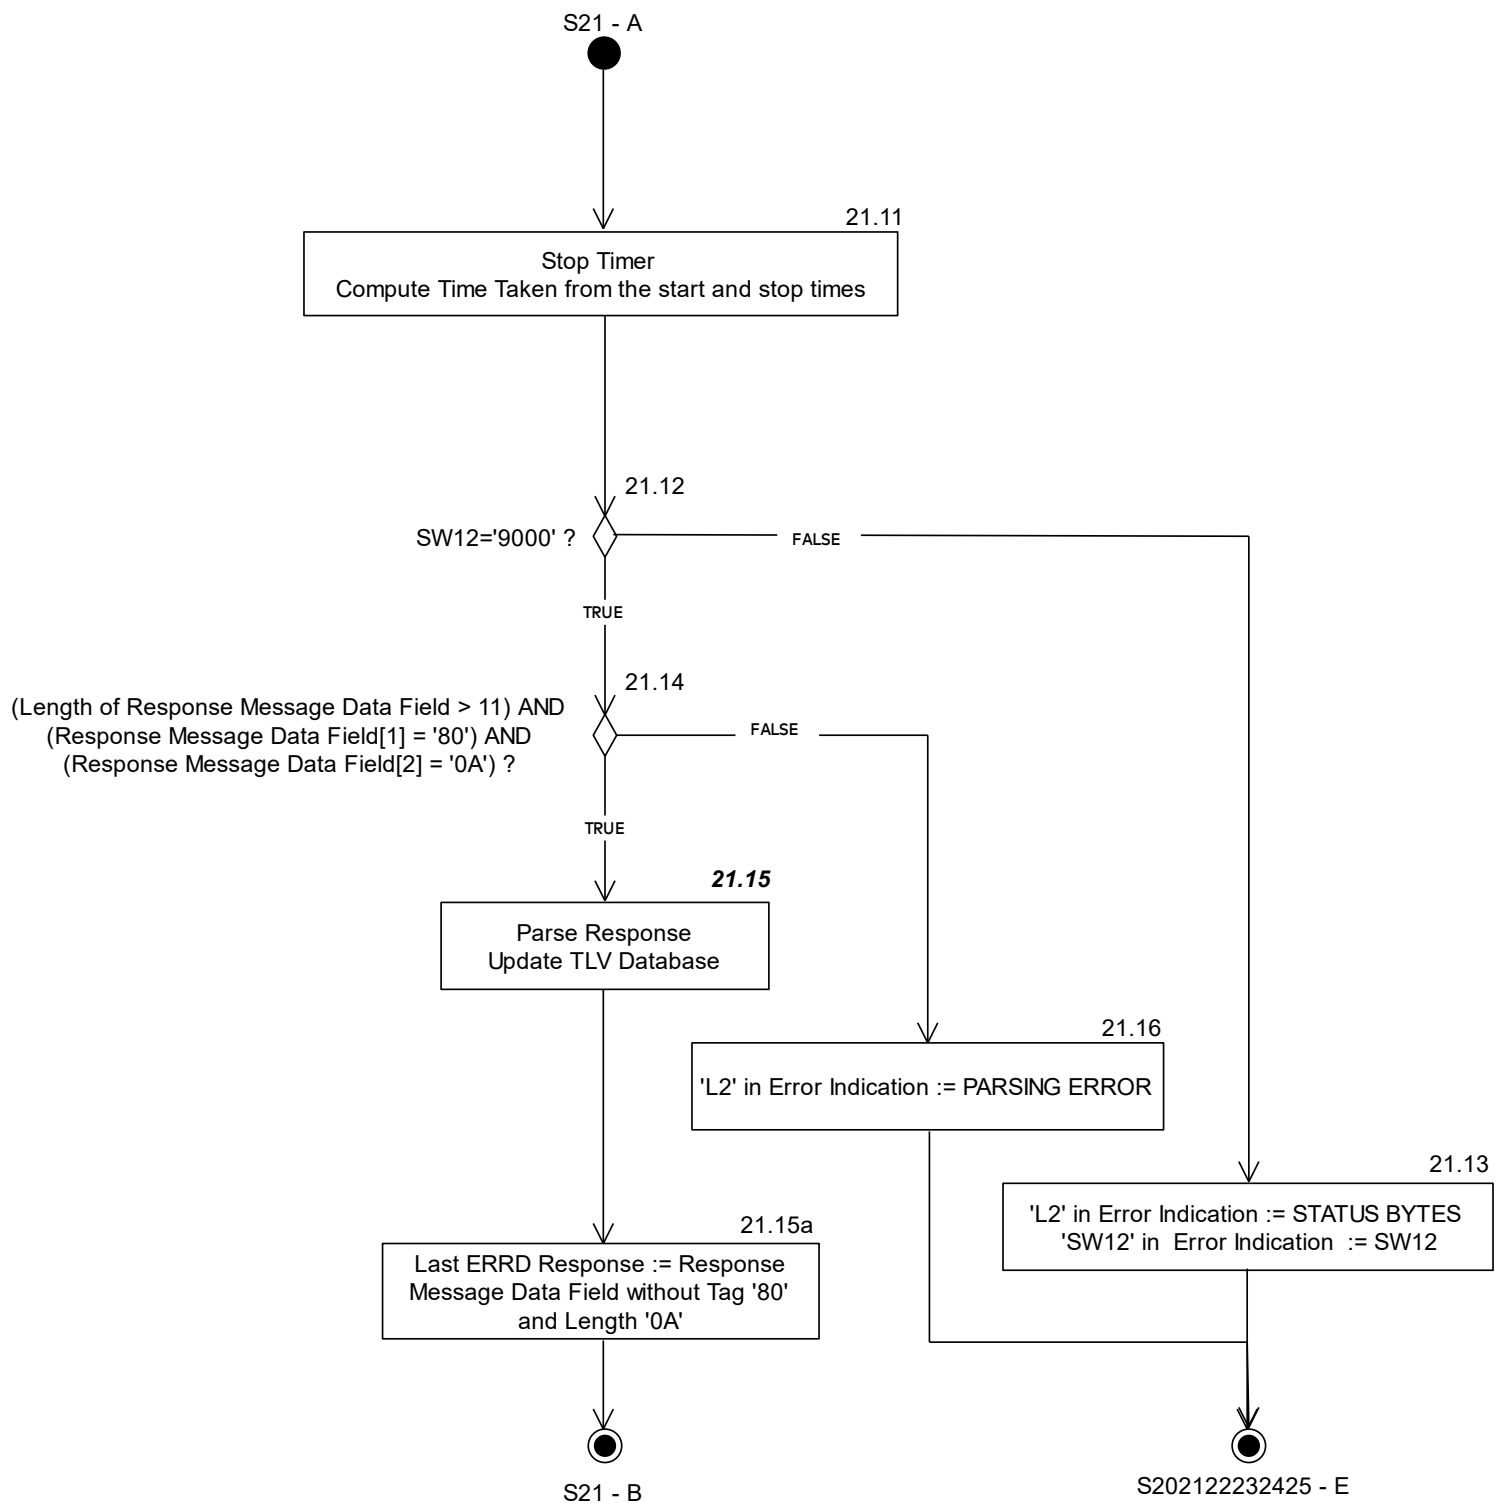 S21 - A
21.11
Stop Timer
Compute Time Taken from the start and stop times
21.12
SW12='9000' ?
FALSE
TRUE
21.14
(Length of Response Message Data Field > 11) AND
(Response Message Data Field[1] = '80') AND
(Response Message Data Field[2] = '0A') ?
FALSE
TRUE
21.15
Parse Response
Update TLV Database
21.16
'L2' in Error Indication := PARSING ERROR
21.13
'L2' in Error Indication := STATUS BYTES
'SW12' in  Error Indication  := SW12
21.15a
Last ERRD Response := Response
Message Data Field without Tag '80'
and Length '0A'
S21 - B
S202122232425 - E